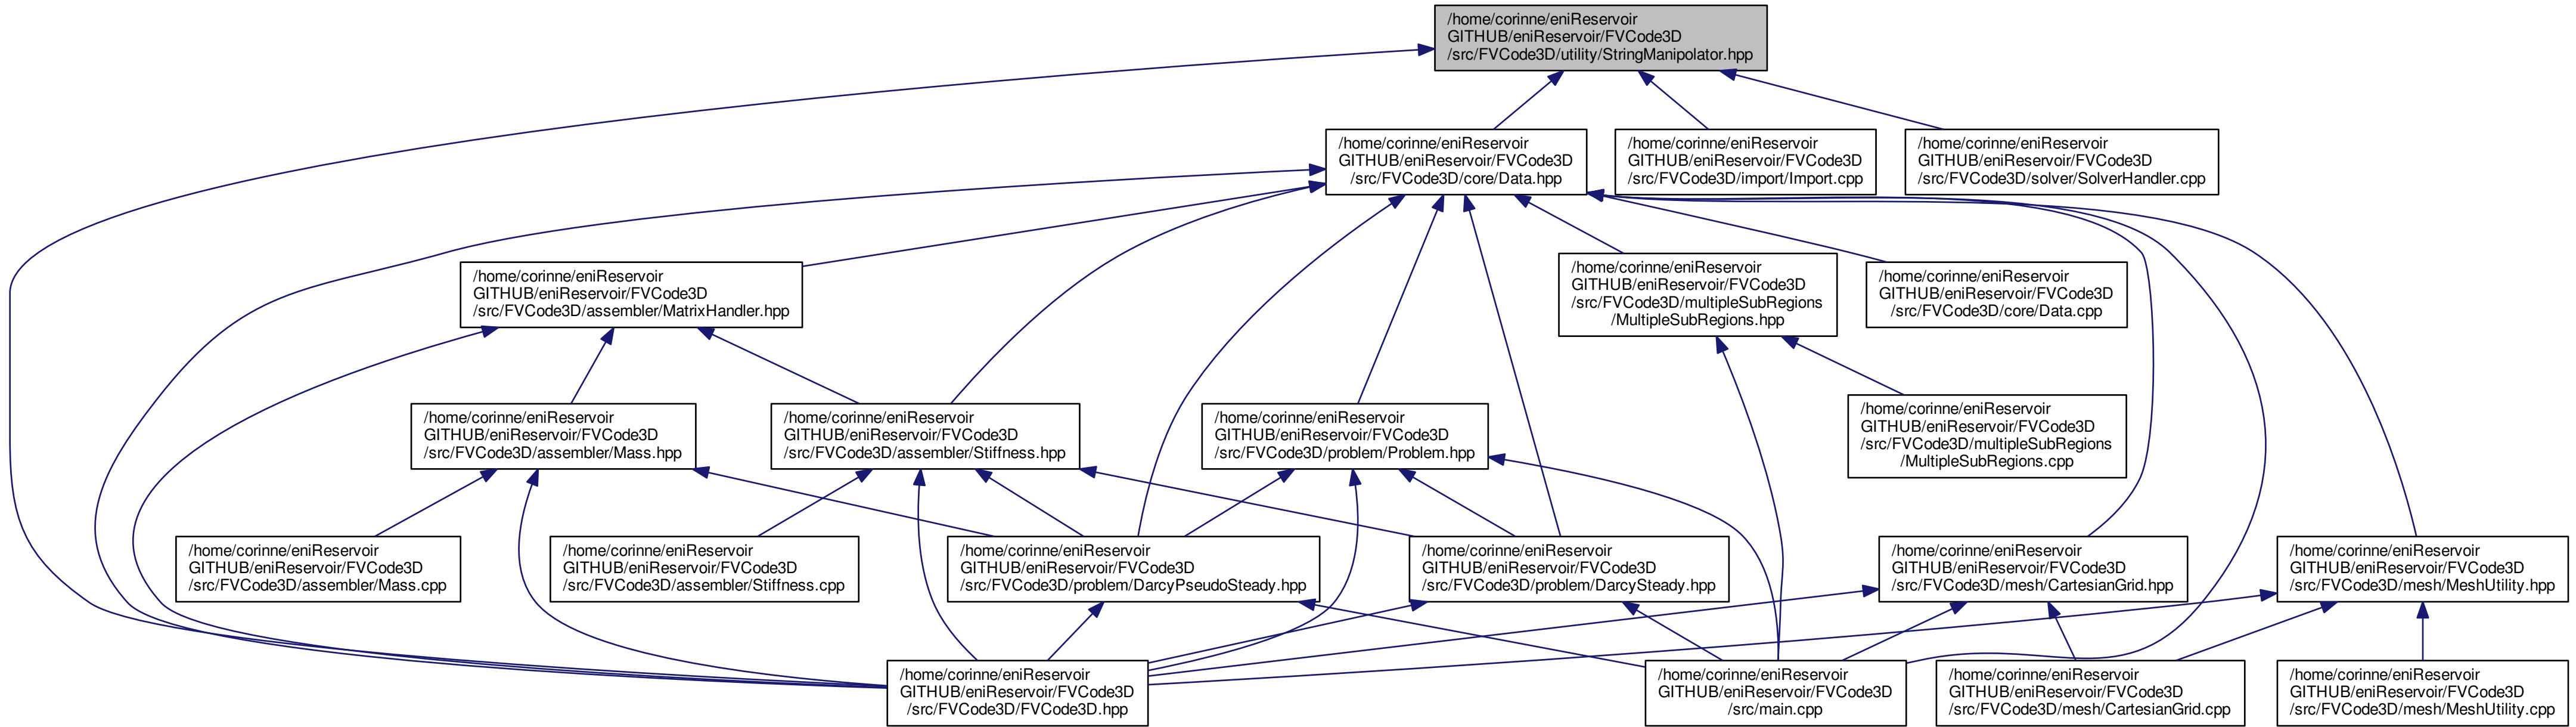 /home/corinne/eniReservoir
GITHUB/eniReservoir/FVCode3D
/src/FVCode3D/utility/StringManipolator.hpp
/home/corinne/eniReservoir
GITHUB/eniReservoir/FVCode3D
/src/FVCode3D/core/Data.hpp
/home/corinne/eniReservoir
GITHUB/eniReservoir/FVCode3D
/src/FVCode3D/import/Import.cpp
/home/corinne/eniReservoir
GITHUB/eniReservoir/FVCode3D
/src/FVCode3D/solver/SolverHandler.cpp
/home/corinne/eniReservoir
GITHUB/eniReservoir/FVCode3D
/src/FVCode3D/assembler/MatrixHandler.hpp
/home/corinne/eniReservoir
GITHUB/eniReservoir/FVCode3D
/src/FVCode3D/multipleSubRegions
/MultipleSubRegions.hpp
/home/corinne/eniReservoir
GITHUB/eniReservoir/FVCode3D
/src/FVCode3D/core/Data.cpp
/home/corinne/eniReservoir
GITHUB/eniReservoir/FVCode3D
/src/FVCode3D/assembler/Mass.hpp
/home/corinne/eniReservoir
GITHUB/eniReservoir/FVCode3D
/src/FVCode3D/assembler/Stiffness.hpp
/home/corinne/eniReservoir
GITHUB/eniReservoir/FVCode3D
/src/FVCode3D/problem/Problem.hpp
/home/corinne/eniReservoir
GITHUB/eniReservoir/FVCode3D
/src/FVCode3D/multipleSubRegions
/MultipleSubRegions.cpp
/home/corinne/eniReservoir
GITHUB/eniReservoir/FVCode3D
/src/FVCode3D/assembler/Mass.cpp
/home/corinne/eniReservoir
GITHUB/eniReservoir/FVCode3D
/src/FVCode3D/assembler/Stiffness.cpp
/home/corinne/eniReservoir
GITHUB/eniReservoir/FVCode3D
/src/FVCode3D/problem/DarcyPseudoSteady.hpp
/home/corinne/eniReservoir
GITHUB/eniReservoir/FVCode3D
/src/FVCode3D/problem/DarcySteady.hpp
/home/corinne/eniReservoir
GITHUB/eniReservoir/FVCode3D
/src/FVCode3D/mesh/CartesianGrid.hpp
/home/corinne/eniReservoir
GITHUB/eniReservoir/FVCode3D
/src/FVCode3D/mesh/MeshUtility.hpp
/home/corinne/eniReservoir
GITHUB/eniReservoir/FVCode3D
/src/FVCode3D/FVCode3D.hpp
/home/corinne/eniReservoir
GITHUB/eniReservoir/FVCode3D
/src/main.cpp
/home/corinne/eniReservoir
GITHUB/eniReservoir/FVCode3D
/src/FVCode3D/mesh/CartesianGrid.cpp
/home/corinne/eniReservoir
GITHUB/eniReservoir/FVCode3D
/src/FVCode3D/mesh/MeshUtility.cpp